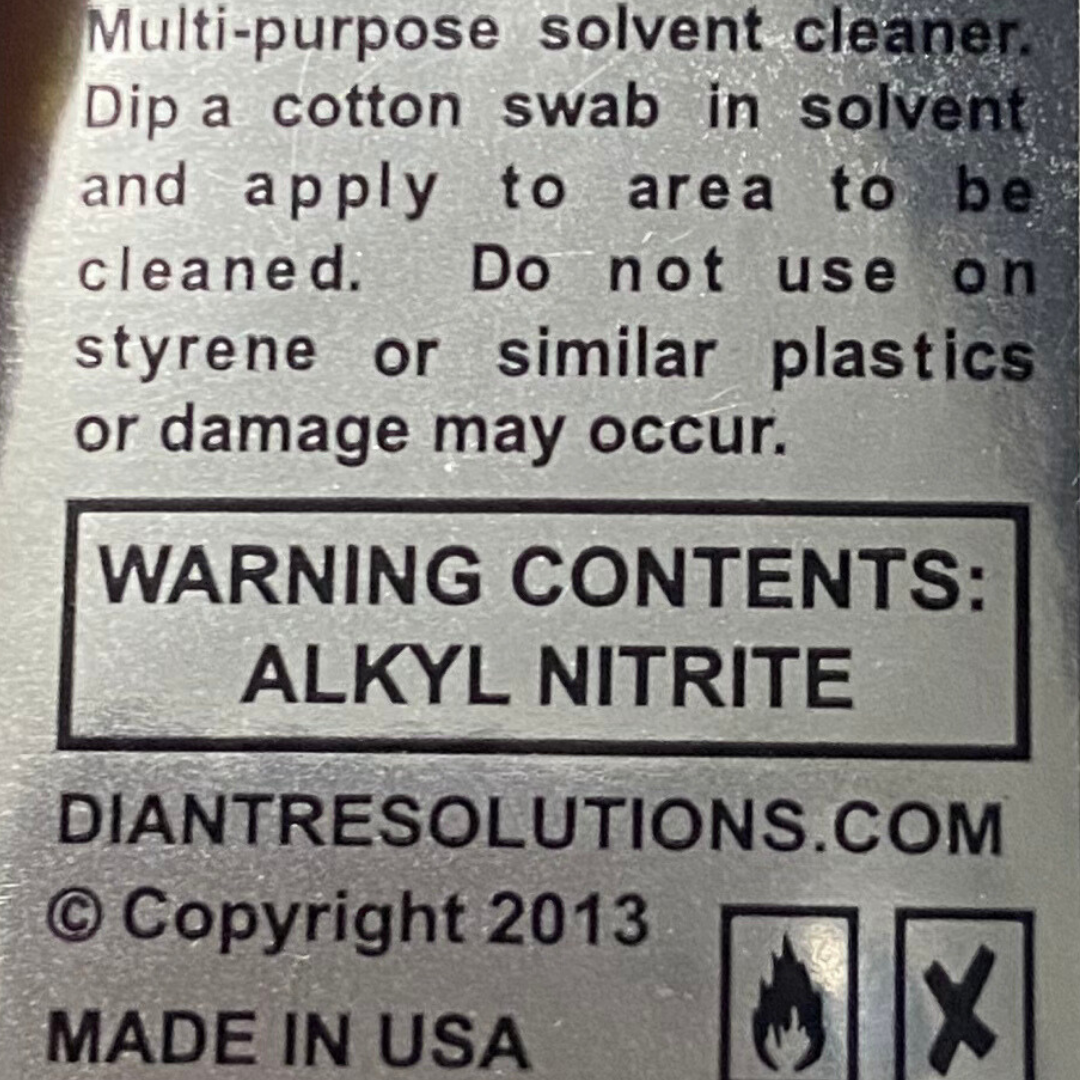 Multi-purpose solvent cleaner.
Dip a cotton swab in solvent
and apply to area to be
cleaned. Do not use on
styrene or similar plastics
or damage may occur.
WARNING CONTENTS:
ALKYL NITRITE
DIANTRESOLUTIONS.COM
© Copyright 2013
MADE IN USA